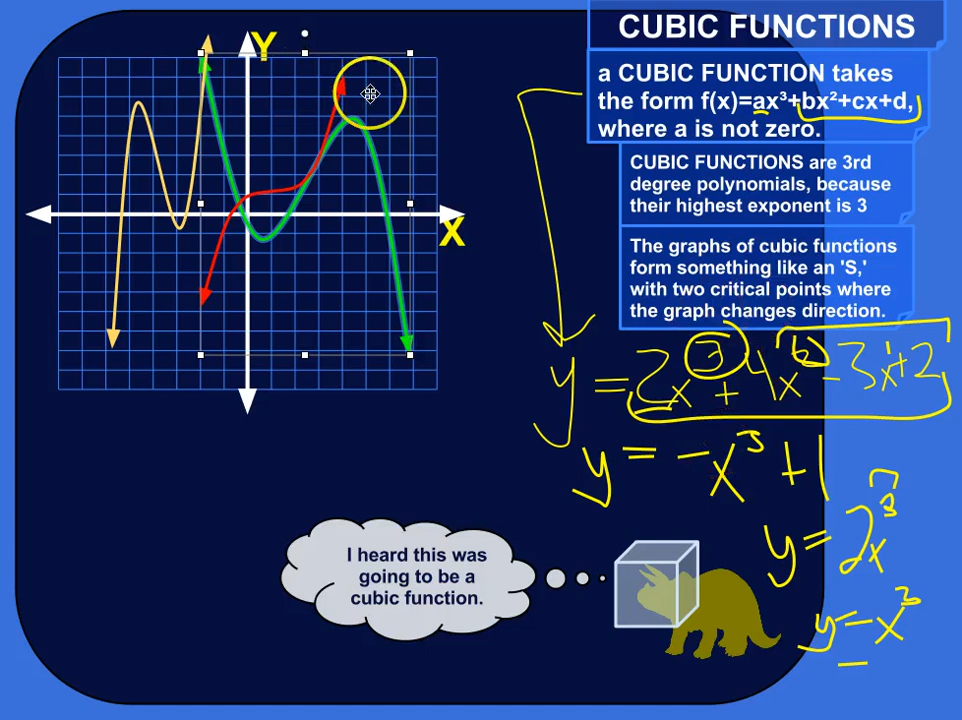 CUBIC FUNCTIONS
a CUBIC FUNCTION takes
the form f(x)=ax³+bx²+cx+d,
where a is not zero.
CUBIC FUNCTIONS are 3rd
degree polynomials, because
their highest exponent is 3
The graphs of cubic functions
form something like an 'S,'
with two critical points where
the graph changes direction.
Y
X
y = 2x³ + 4x² - 3x¹ + 2
y = -x³ + 1
y = 2x³
y = -x³
I heard this was
going to be a
cubic function.